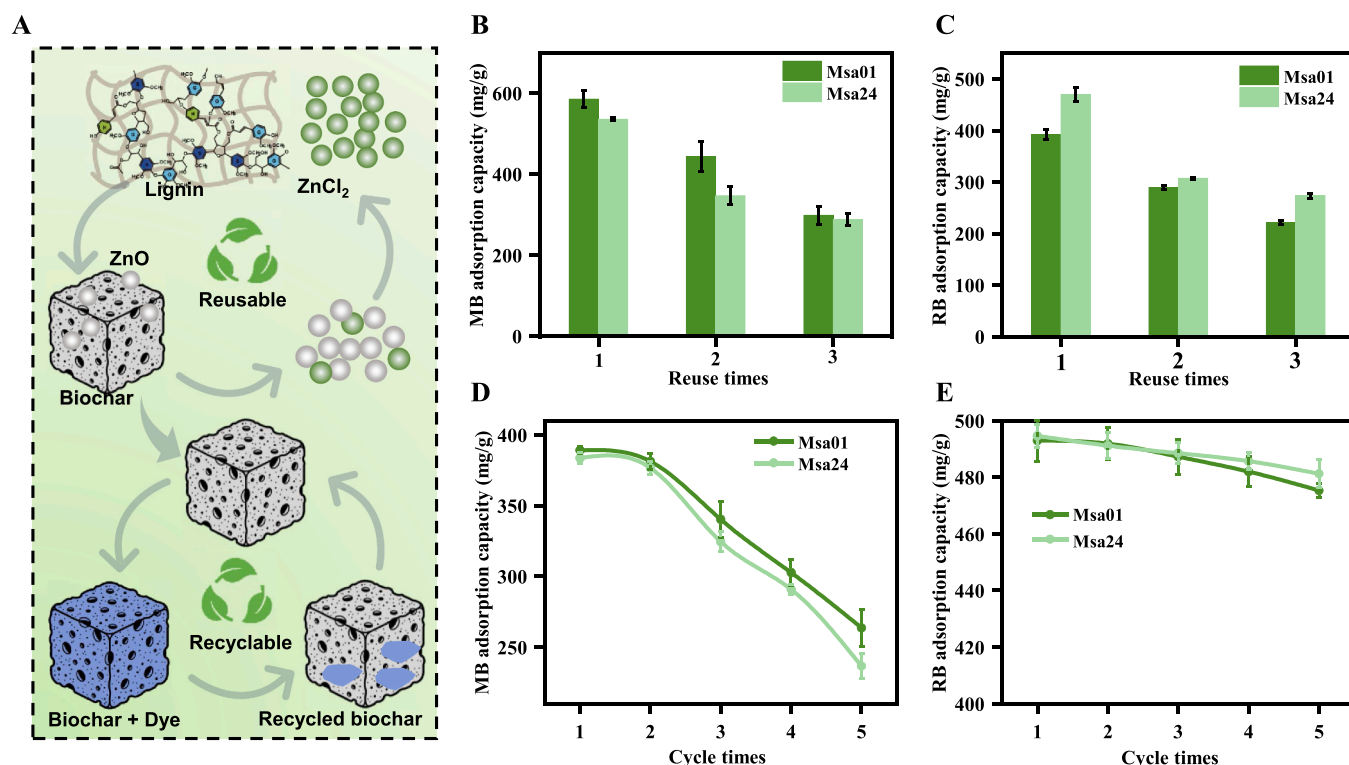 A
Lignin
ZnCl2
ZnO
Reusable
Biochar
Recyclable
Biochar + Dye
Recycled biochar
B
MB adsorption capacity (mg/g)
600
400
200
0
Msa01
Msa24
1 2 3
Reuse times
C
RB adsorption capacity (mg/g)
500
400
300
200
100
0
Msa01
Msa24
1 2 3
Reuse times
D
MB adsorption capacity (mg/g)
400
350
300
250
Msa01
Msa24
1 2 3 4 5
Cycle times
E
RB adsorption capacity (mg/g)
500
480
460
440
420
400
Msa01
Msa24
1 2 3 4 5
Cycle times